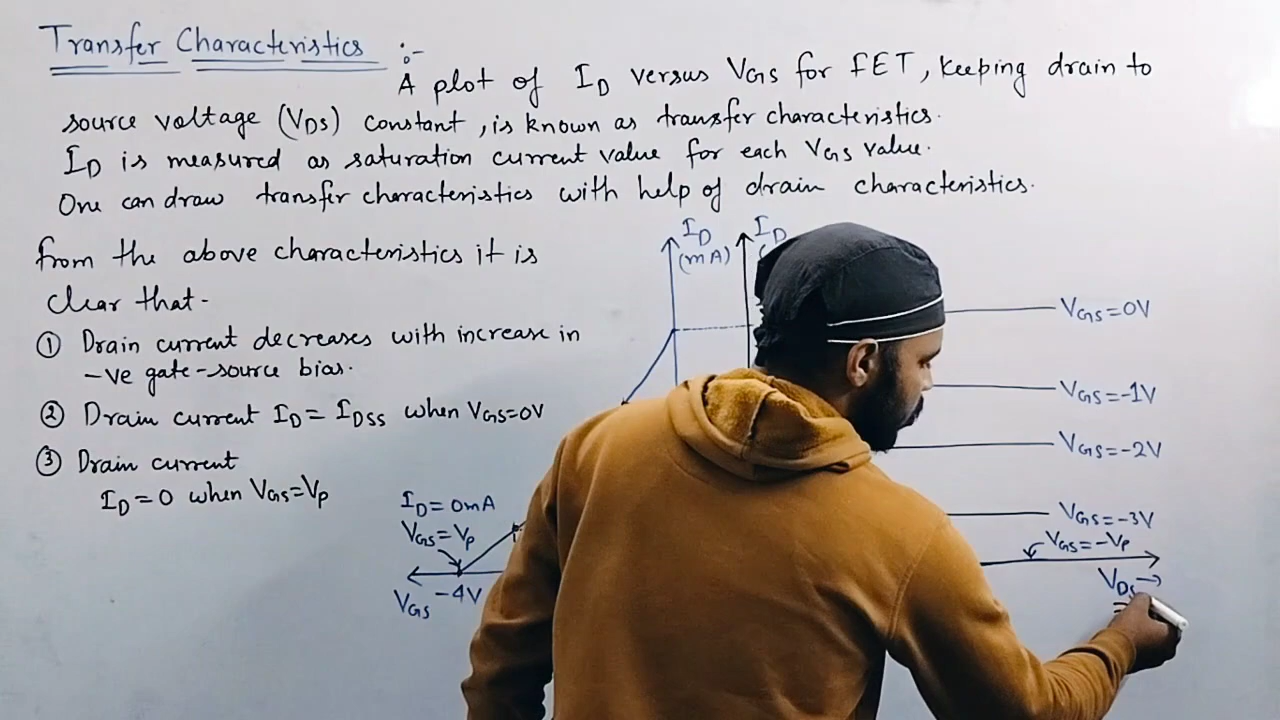 Transfer Characteristics :-
A plot of ID versus VGS for FET, keeping drain to
source voltage (VDS) constant, is known as transfer characteristics.
ID is measured as saturation current value for each VGS value.
One can draw transfer characteristics with help of drain characteristics.
from the above characteristics it is
clear that -
① Drain current decreases with increase in
-ve gate-source bias.
② Drain current ID = IDSS when VGS=0V
③ Drain current
ID = 0 when VGS=VP
ID
(mA)
ID
VGS=0V
VGS=-1V
VGS=-2V
VGS=-3V
VGS=-VP
VDS→
ID=0mA
VGS=VP
-4V
VGS